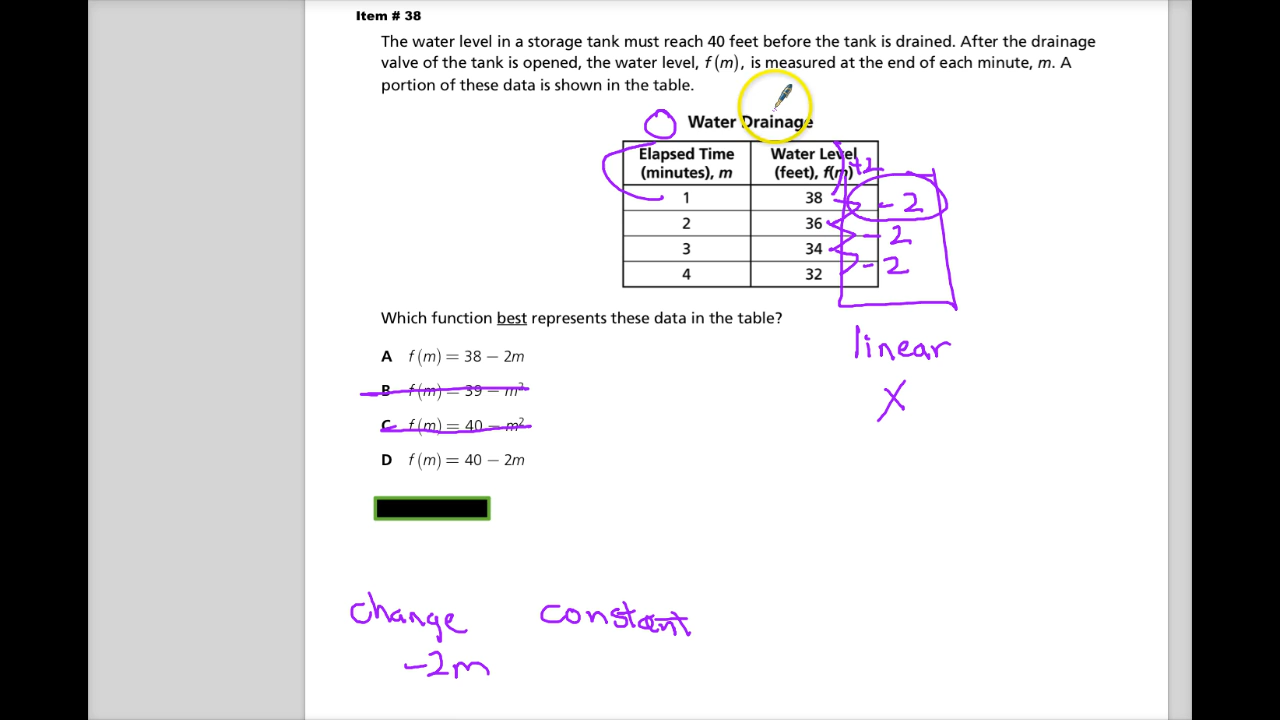 Item # 38
The water level in a storage tank must reach 40 feet before the tank is drained. After the drainage
valve of the tank is opened, the water level, f(m), is measured at the end of each minute, m. A
portion of these data is shown in the table.
0 Water Drainage
Elapsed Time (minutes), m
Water Level (feet), f(m)
+2
1 38 -2
2 36 -2
3 34 -2
4 32
Which function best represents these data in the table?
linear
A f(m) = 38 – 2m
X
B f(m) = 39 – m²
C f(m) = 40 – m²
D f(m) = 40 – 2m
change constant
-2m